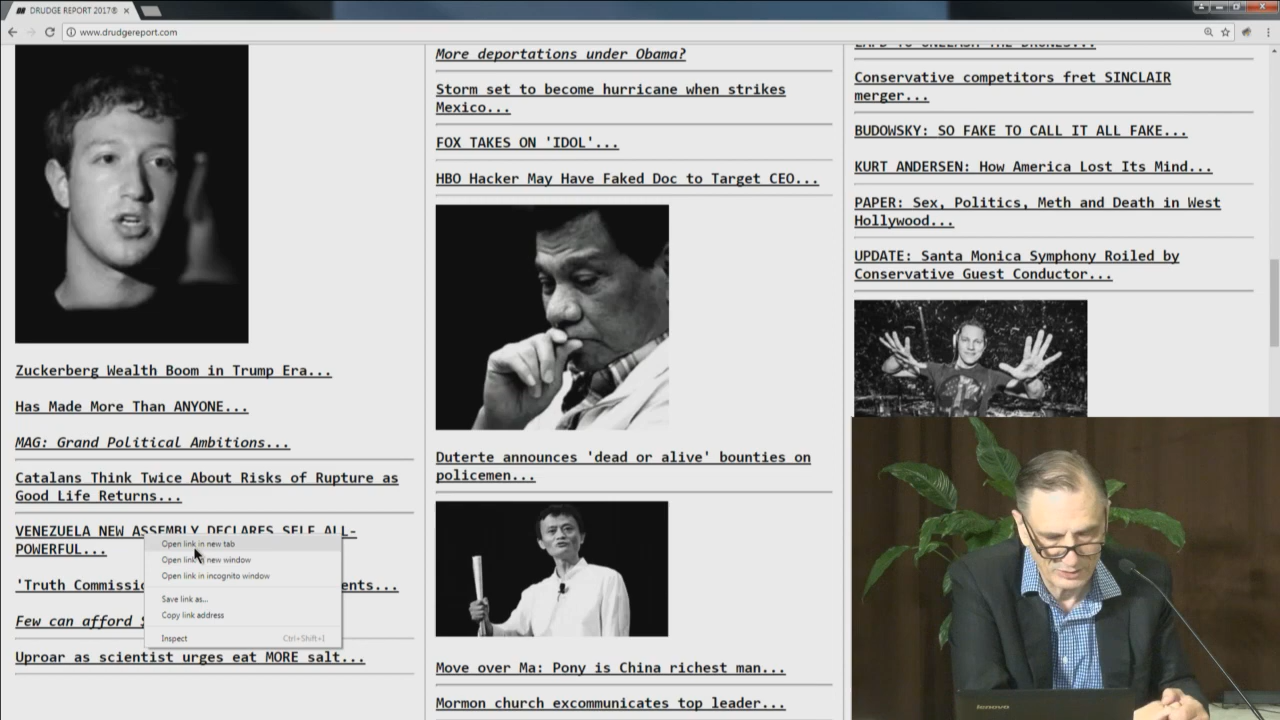 DRUDGE REPORT 2017®
www.drudgereport.com
Zuckerberg Wealth Boom in Trump Era...
Has Made More Than ANYONE...
MAG: Grand Political Ambitions...
Catalans Think Twice About Risks of Rupture as
Good Life Returns...
VENEZUELA NEW ASSEMBLY DECLARES SELF ALL-
POWERFUL...
'Truth
ents...
Few can afford
Uproar as scientist urges eat MORE salt...
Open link in new tab
Open link in new window
Open link in incognito window
Save link as...
Copy link address
Inspect Ctrl+Shift+I
More deportations under Obama?
Storm set to become hurricane when strikes
Mexico...
FOX TAKES ON 'IDOL'...
HBO Hacker May Have Faked Doc to Target CEO...
Duterte announces 'dead or alive' bounties on
policemen...
Move over Ma: Pony is China richest man...
Mormon church excommunicates top leader...
LAPD TO UNLEASH THE DRONES...
Conservative competitors fret SINCLAIR
merger...
BUDOWSKY: SO FAKE TO CALL IT ALL FAKE...
KURT ANDERSEN: How America Lost Its Mind...
PAPER: Sex, Politics, Meth and Death in West
Hollywood...
UPDATE: Santa Monica Symphony Roiled by
Conservative Guest Conductor...
lenovo